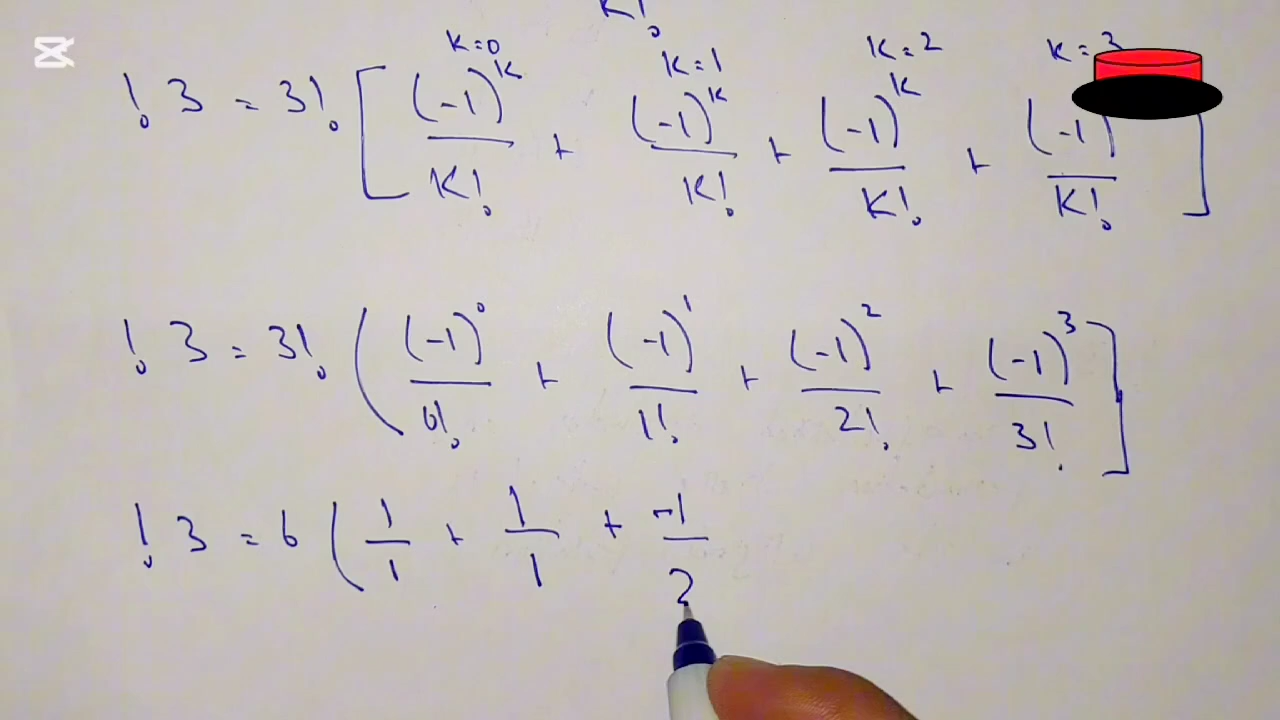 K!
k=0 k=1 k=2 k=3
!3 = 3! [ (-1)^k / K! + (-1)^k / K! + (-1)^k / K! + (-1) / K! ]
!3 = 3! ( (-1)^0 / 0! + (-1)^1 / 1! + (-1)^2 / 2! + (-1)^3 / 3! ]
!3 = 6 ( 1/1 + 1/1 + -1/2